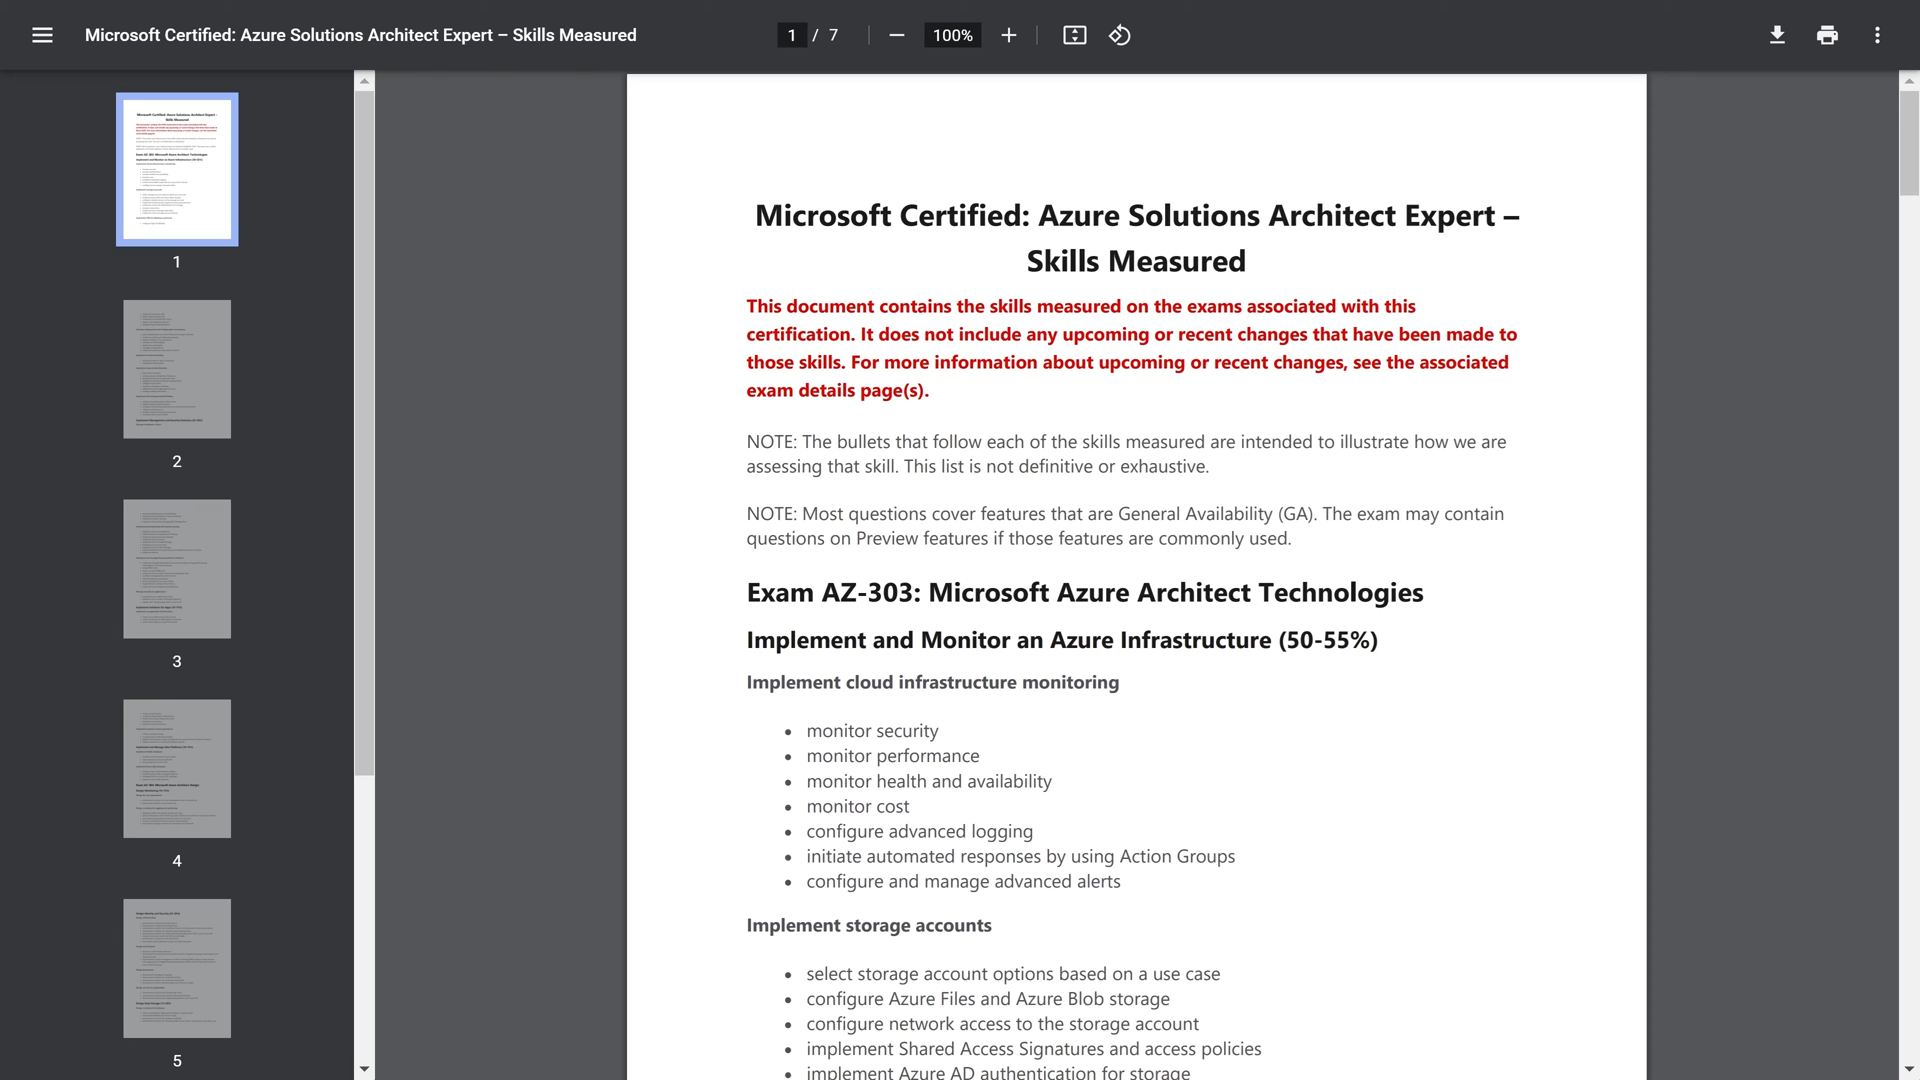 Microsoft Certified: Azure Solutions Architect Expert – Skills Measured
1 / 7
100%
1
2
3
4
5
Microsoft Certified: Azure Solutions Architect Expert –
Skills Measured
This document contains the skills measured on the exams associated with this
certification. It does not include any upcoming or recent changes that have been made to
those skills. For more information about upcoming or recent changes, see the associated
exam details page(s).
NOTE: The bullets that follow each of the skills measured are intended to illustrate how we are
assessing that skill. This list is not definitive or exhaustive.
NOTE: Most questions cover features that are General Availability (GA). The exam may contain
questions on Preview features if those features are commonly used.
Exam AZ-303: Microsoft Azure Architect Technologies
Implement and Monitor an Azure Infrastructure (50-55%)
Implement cloud infrastructure monitoring
• monitor security
• monitor performance
• monitor health and availability
• monitor cost
• configure advanced logging
• initiate automated responses by using Action Groups
• configure and manage advanced alerts
Implement storage accounts
• select storage account options based on a use case
• configure Azure Files and Azure Blob storage
• configure network access to the storage account
• implement Shared Access Signatures and access policies
• implement Azure AD authentication for storage